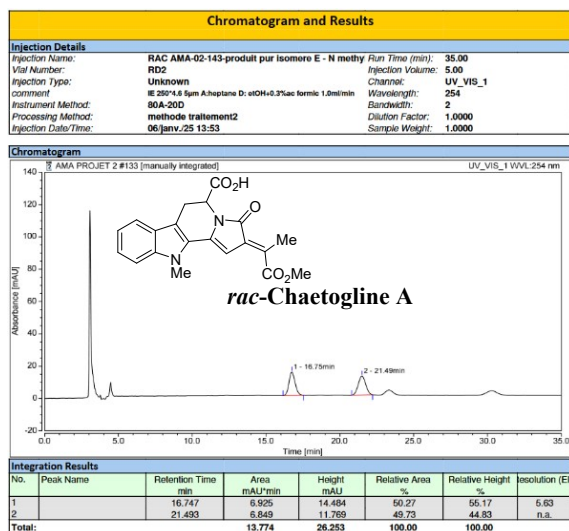 Chromatogram and Results
Injection Details
Injection Name: RAC AMA-02-143-produit pur isomere E - N methy Run Time (min): 35.00
Vial Number: RD2 Injection Volume: 5.00
Injection Type: Unknown Channel: UV_VIS_1
comment IE 250*4.6 5µm A:heptane D: etOH+0.3%ac formic 1.0ml/min Wavelength: 254
Instrument Method: 80A-20D Bandwidth: 2
Processing Method: methode traitement2 Dilution Factor: 1.0000
Injection Date/Time: 06/janv./25 13:53 Sample Weight: 1.0000
Chromatogram
AMA PROJET 2 #133 [manually integrated] UV_VIS_1 WVL:254 nm
140
120
100
80
60
40
20
0
-20
Absorbance [mAU]
CO2H
O
N
Me
N
Me
CO2Me
rac-Chaetogline A
1 - 16.75min
2 - 21.49min
0.0 5.0 10.0 15.0 20.0 25.0 30.0 35.0
Time [min]
Integration Results
No. Peak Name Retention Time Area Height Relative Area Relative Height esolution (El
min mAU*min mAU % %
1 16.747 6.925 14.484 50.27 55.17 5.63
2 21.493 6.849 11.769 49.73 44.83 n.a.
Total: 13.774 26.253 100.00 100.00